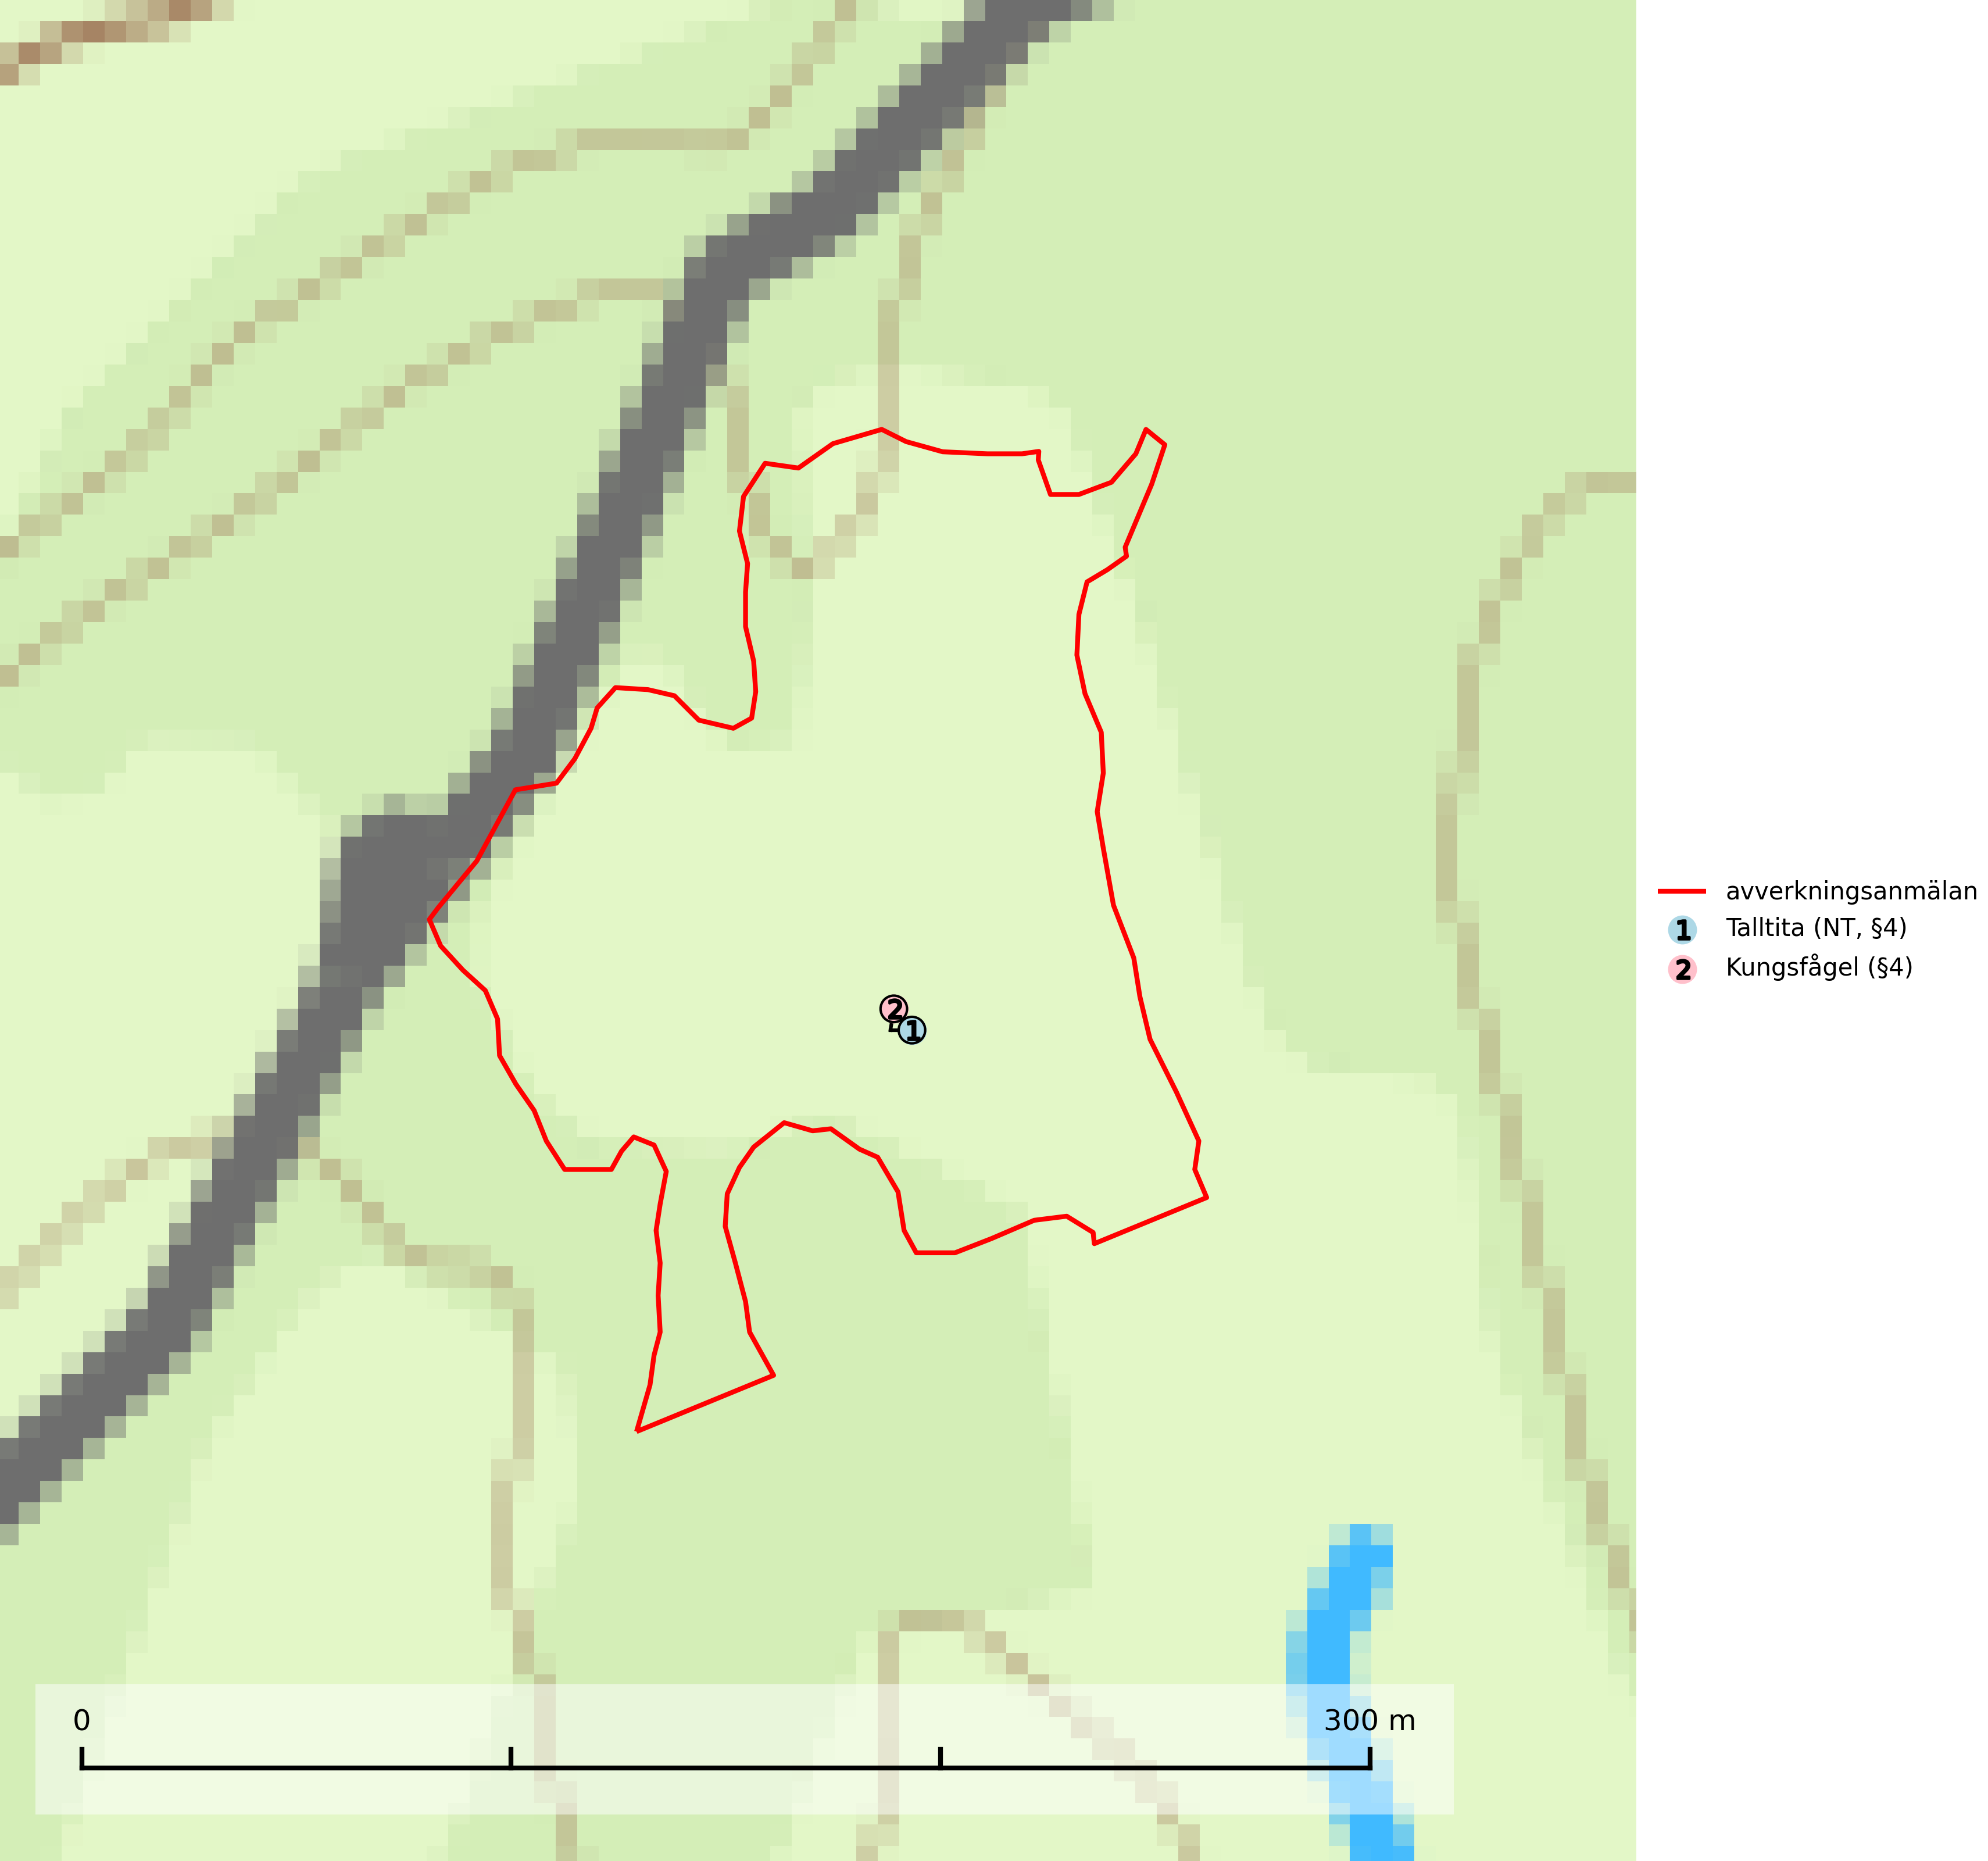 2
1
avverkningsanmälan
1 Talltita (NT, §4)
2 Kungsfågel (§4)
0 300 m